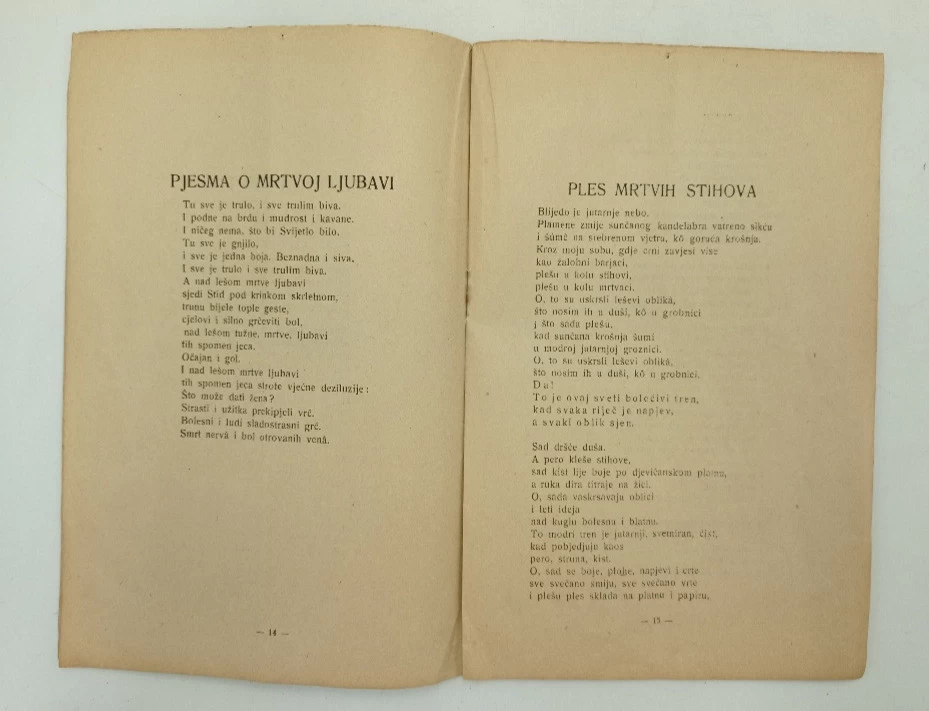 PJESMA O MRTVOJ LJUBAVI
Tu sve je trulo, i sve trulim biva.
I podne na brdu i mudrost i kavane.
I ničeg nema, što bi Svijetlo bilo.
Tu sve je gnjilo,
i sve je jedna boja. Beznadna i siva,
I sve je trulo i sve trulim biva.
A nad lešom mrtve ljubavi
sjedi Stid pod krinkom skrletnom,
trunu bijele tople geste,
cjelovi i silno grčeviti bol,
nad lešom tužne, mrtve, ljubavi
tih spomen jeca.
Očajan i gol.
I nad lešom mrtve ljubavi
tih spomen jeca strofe vječne deziluzije:
Što može dati žena?
Strasti i užitka prekipjeli vrč.
Bolesni i ludi sladostrasni grč.
Smrt nervâ i bol otrovanih venâ.
— 14 —
PLES MRTVIH STIHOVA
Blijedo je jutarnje nebo.
Plamene zmije sunčanog kandelabra vatreno sikću
i šume na srebrenom vjetru, kô goruća krošnja.
Kroz moju sobu, gdje crni zavjesi vise
kao žalobni barjaci,
plešu u kolu stihovi,
plešu u kolu mrtvaci.
O, to su uskrsli leševi oblikâ,
što nosim ih u duši, kô u grobnici
j što sada plešu,
kad sunčana krošnja šumi
u modroj jutarnjoj groznici.
O, to su uskrsli leševi oblikâ,
što nosim ih u duši, kô u grobnici.
Da!
To je ovaj sveti bolećivi tren,
kad svaka riječ je napjev,
a svaki oblik sjen.
Sad dršće duša.
A pero kleše stihove,
sad kist lije boje po djevičanskom platnu,
a ruka dira titraje na žici.
O, sada vaskrsavaju oblici
i leti ideja
nad kuglu bolesnu i blatnu.
To modri tren je jutarnji, svemiran, čist,
kad pobjedjuju kaos
pero, struna, kist.
O, sad se boje, plohe, napjevi i crte
sve svečano smiju, sve svečano vrte
i plešu ples sklada na platnu i papiru,
— 15 —